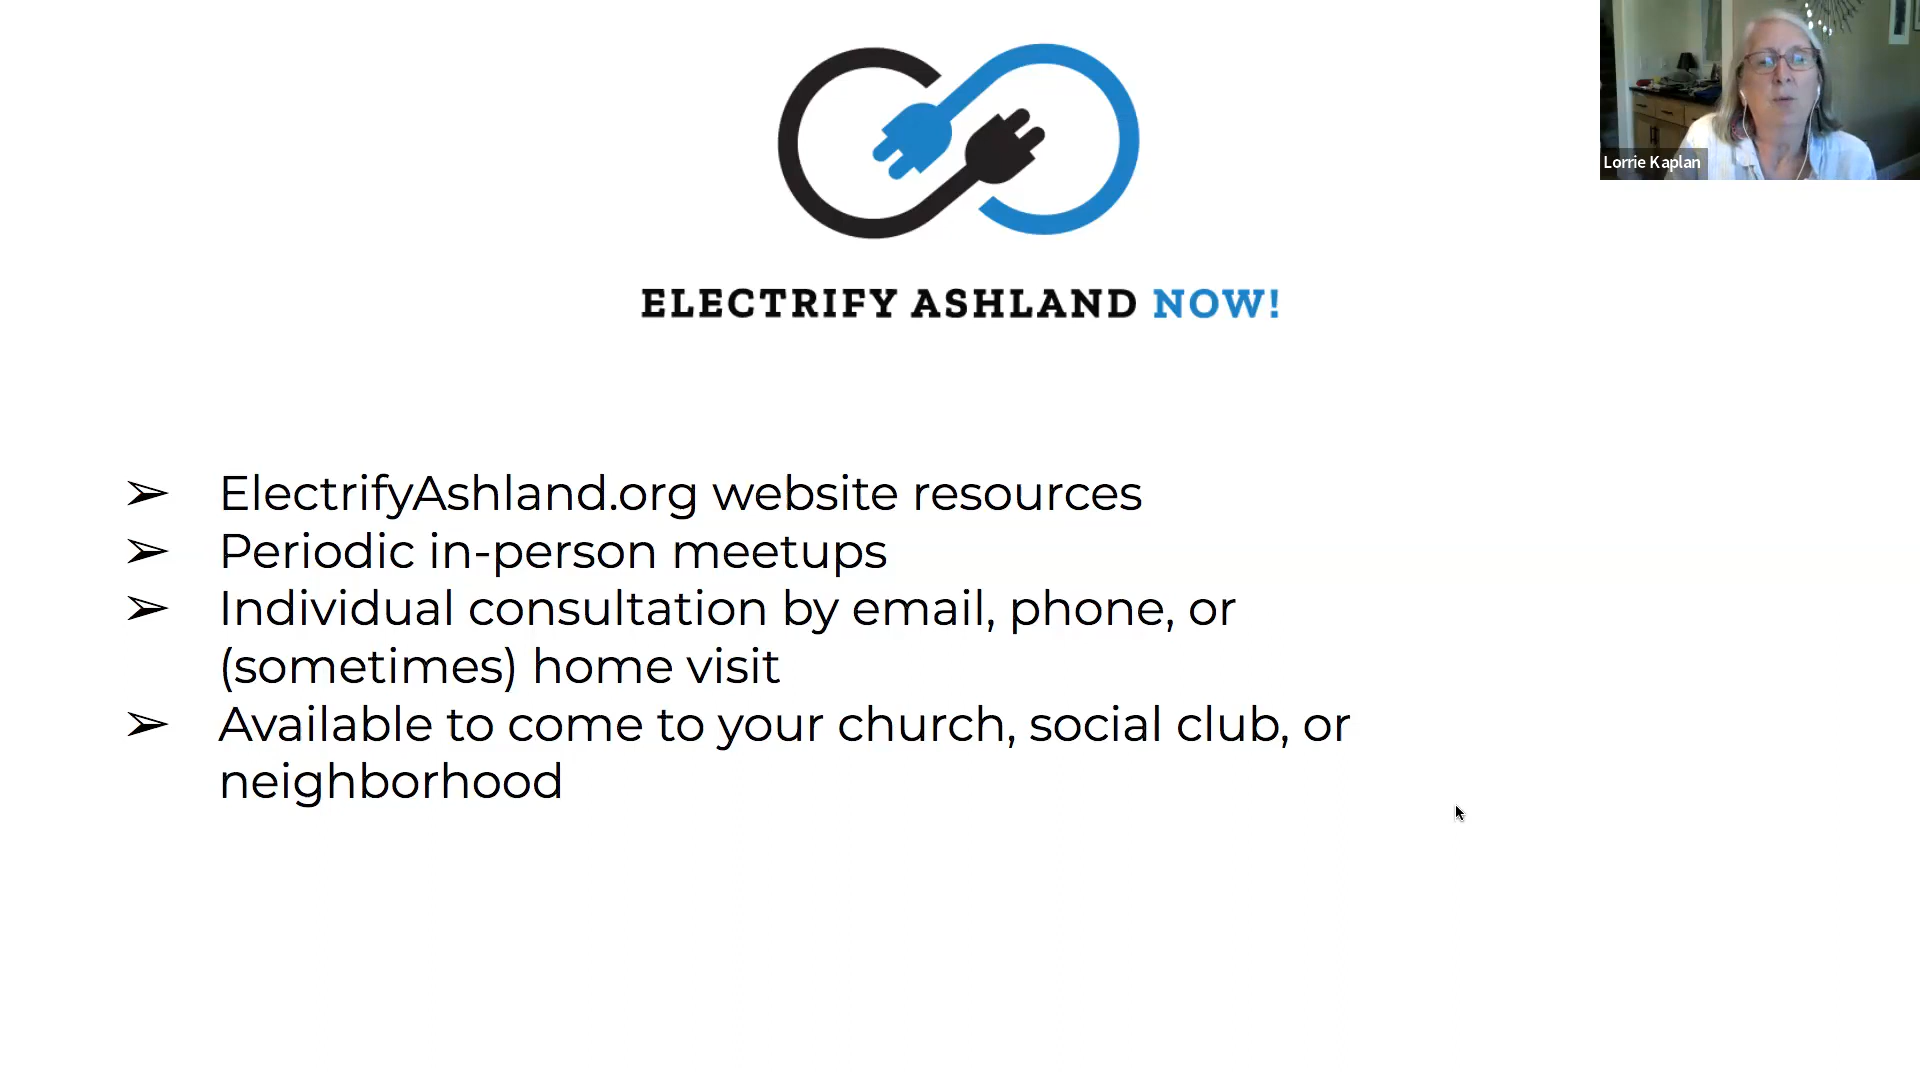 Lorrie Kaplan
ELECTRIFY ASHLAND NOW!
➢ ElectrifyAshland.org website resources
➢ Periodic in-person meetups
➢ Individual consultation by email, phone, or
(sometimes) home visit
➢ Available to come to your church, social club, or
neighborhood